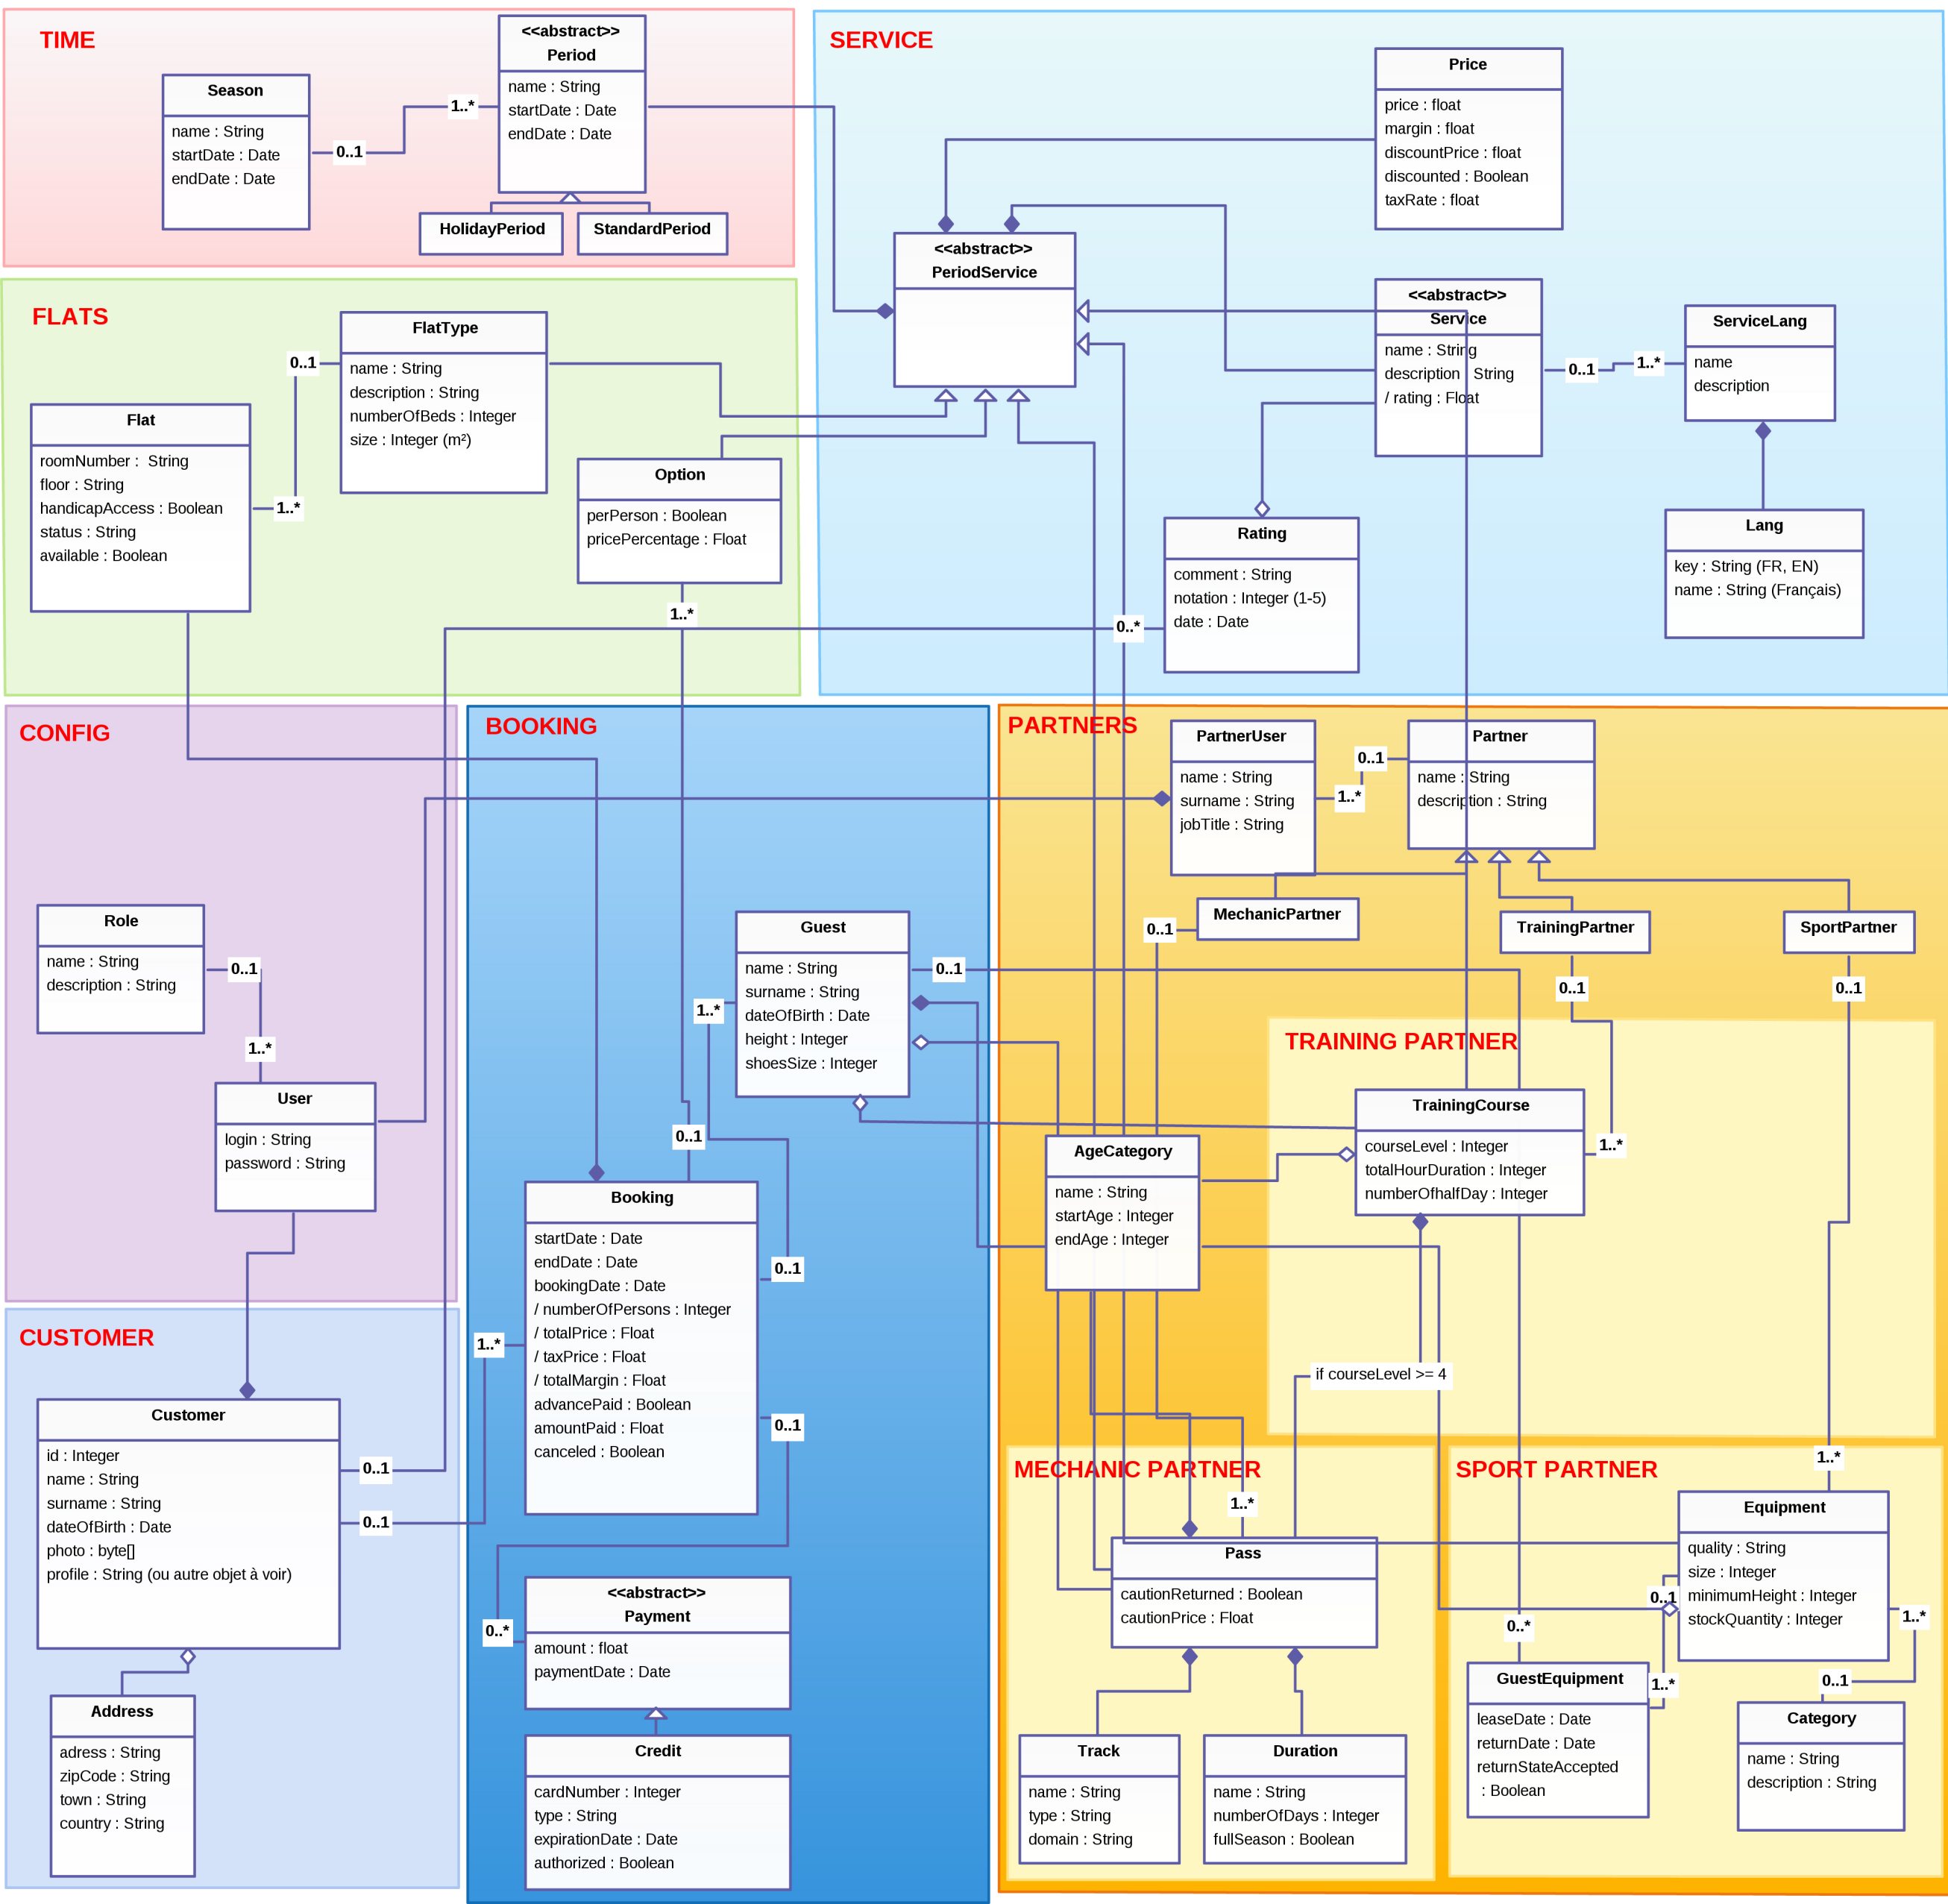 TIME
<<abstract>>
Period
name : String
startDate : Date
endDate : Date
Season
name : String
startDate : Date
endDate : Date
0..1
1..*
HolidayPeriod
StandardPeriod
SERVICE
Price
price : float
margin : float
discountPrice : float
discounted : Boolean
taxRate : float
<<abstract>>
PeriodService
<<abstract>>
Service
name : String
description : String
/ rating : Float
0..1
1..*
ServiceLang
name
description
Lang
key : String (FR, EN)
name : String (Français)
Rating
comment : String
notation : Integer (1-5)
date : Date
0..*
FLATS
FlatType
name : String
description : String
numberOfBeds : Integer
size : Integer (m²)
0..1
1..*
Flat
roomNumber :  String
floor : String
handicapAccess : Boolean
status : String
available : Boolean
Option
perPerson : Boolean
pricePercentage : Float
1..*
CONFIG
Role
name : String
description : String
0..1
1..*
User
login : String
password : String
BOOKING
Guest
name : String
surname : String
dateOfBirth : Date
height : Integer
shoesSize : Integer
0..1
1..*
0..1
Booking
startDate : Date
endDate : Date
bookingDate : Date
/ numberOfPersons : Integer
/ totalPrice : Float
/ taxPrice : Float
/ totalMargin : Float
advancePaid : Boolean
amountPaid : Float
canceled : Boolean
0..1
1..*
0..1
0..*
<<abstract>>
Payment
amount : float
paymentDate : Date
Credit
cardNumber : Integer
type : String
expirationDate : Date
authorized : Boolean
CUSTOMER
Customer
id : Integer
name : String
surname : String
dateOfBirth : Date
photo : byte[]
profile : String (ou autre objet à voir)
0..1
0..1
Address
adress : String
zipCode : String
town : String
country : String
PARTNERS
PartnerUser
name : String
surname : String
jobTitle : String
0..1
1..*
Partner
name : String
description : String
MechanicPartner
0..1
TrainingPartner
0..1
SportPartner
0..1
TRAINING PARTNER
TrainingCourse
courseLevel : Integer
totalHourDuration : Integer
numberOfhalfDay : Integer
1..*
AgeCategory
name : String
startAge : Integer
endAge : Integer
if courseLevel >= 4
MECHANIC PARTNER
1..*
Pass
cautionReturned : Boolean
cautionPrice : Float
Track
name : String
type : String
domain : String
Duration
name : String
numberOfDays : Integer
fullSeason : Boolean
SPORT PARTNER
1..*
Equipment
quality : String
size : Integer
minimumHeight : Integer
stockQuantity : Integer
0..1
1..*
0..*
GuestEquipment
leaseDate : Date
returnDate : Date
returnStateAccepted
: Boolean
1..*
0..1
Category
name : String
description : String